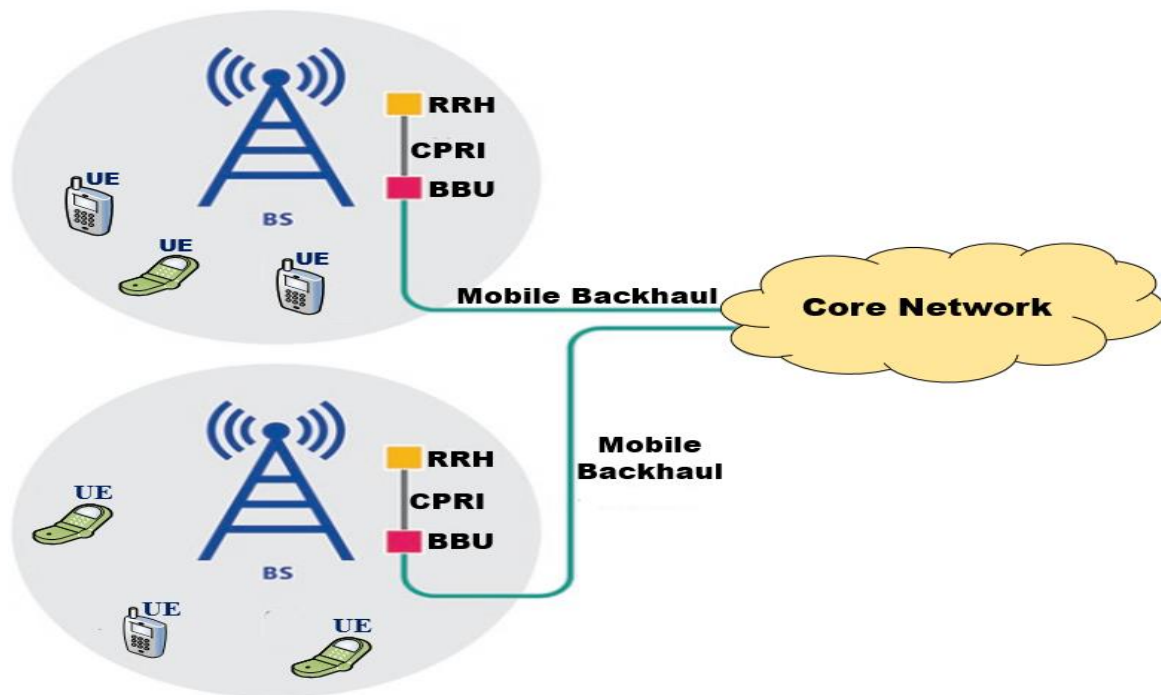 RRH
CPRI
BBU
UE
BS
UE
UE
Mobile Backhaul
Core Network
RRH
CPRI
BBU
Mobile
Backhaul
UE
BS
UE
UE